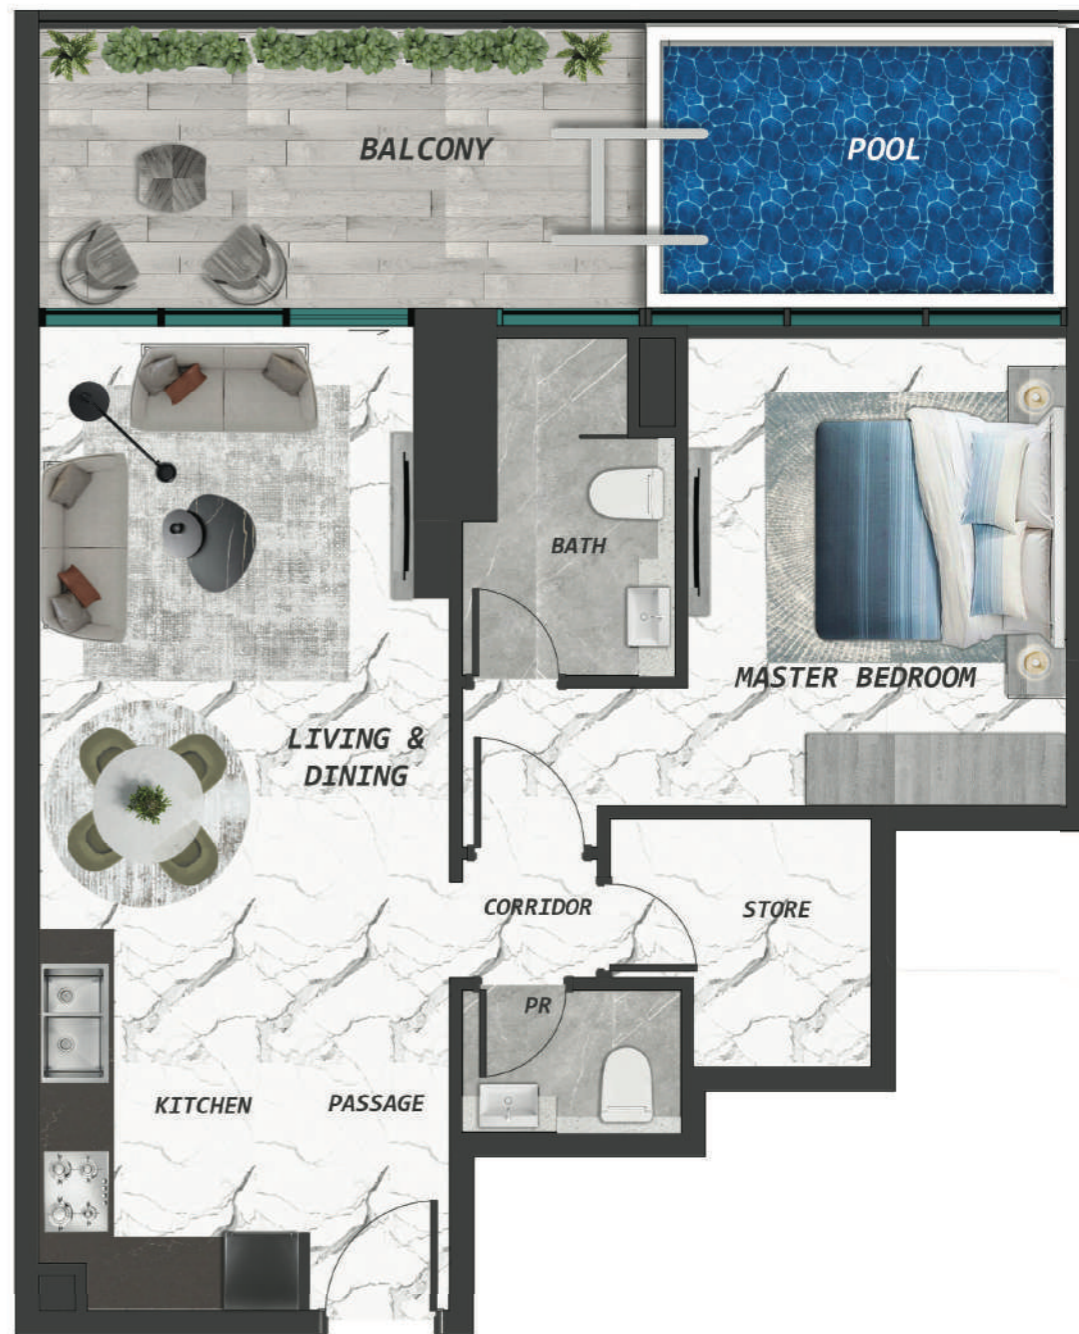 BALCONY
POOL
BATH
MASTER BEDROOM
LIVING &
DINING
CORRIDOR
STORE
PR
KITCHEN
PASSAGE